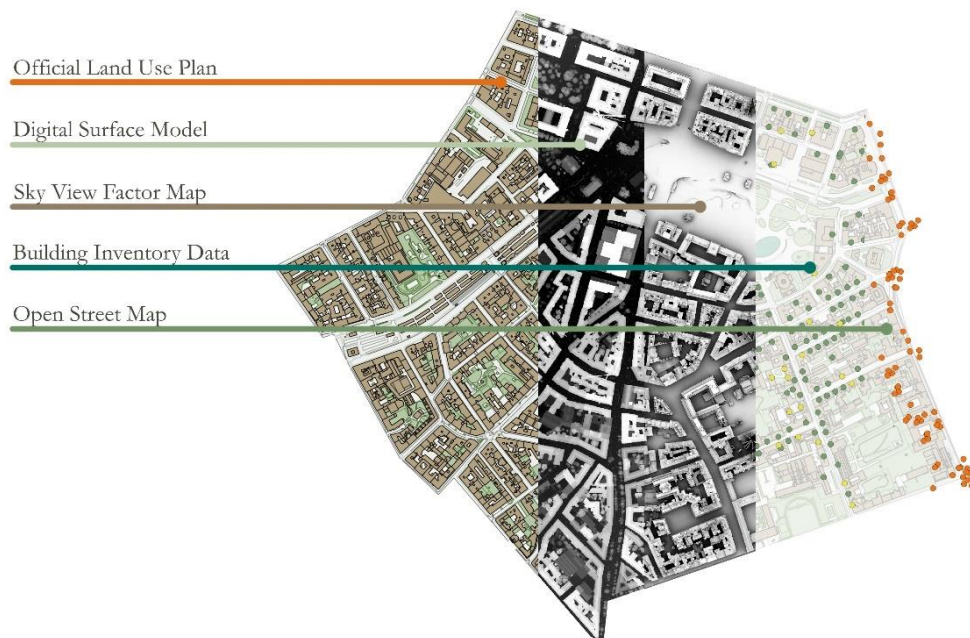 Official Land Use Plan
Digital Surface Model
Sky View Factor Map
Building Inventory Data
Open Street Map